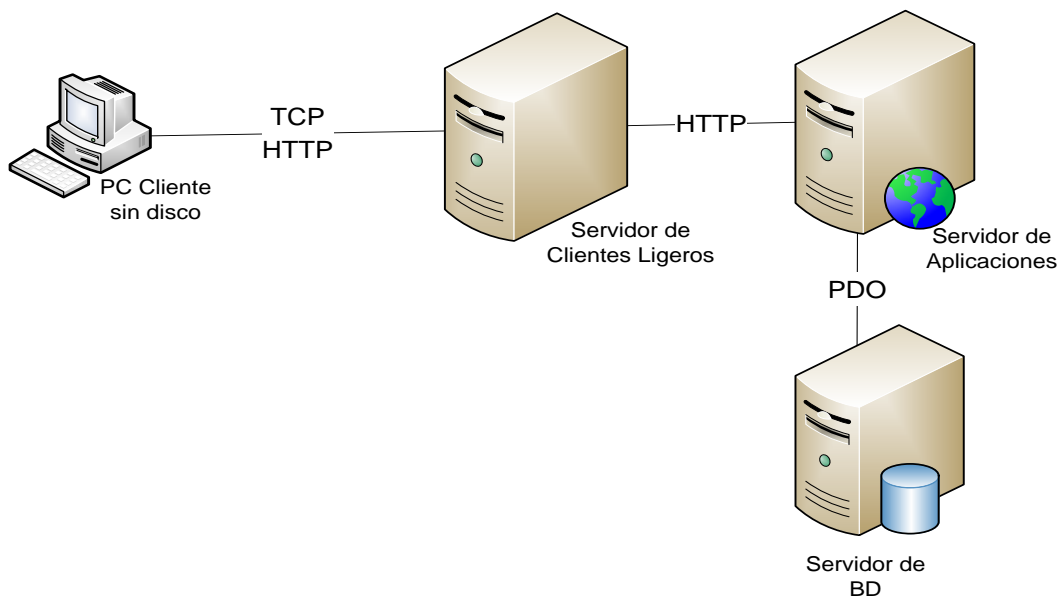 TCP
HTTP
PC Cliente
sin disco
Servidor de
Clientes Ligeros
HTTP
Servidor de
Aplicaciones
PDO
Servidor de
BD